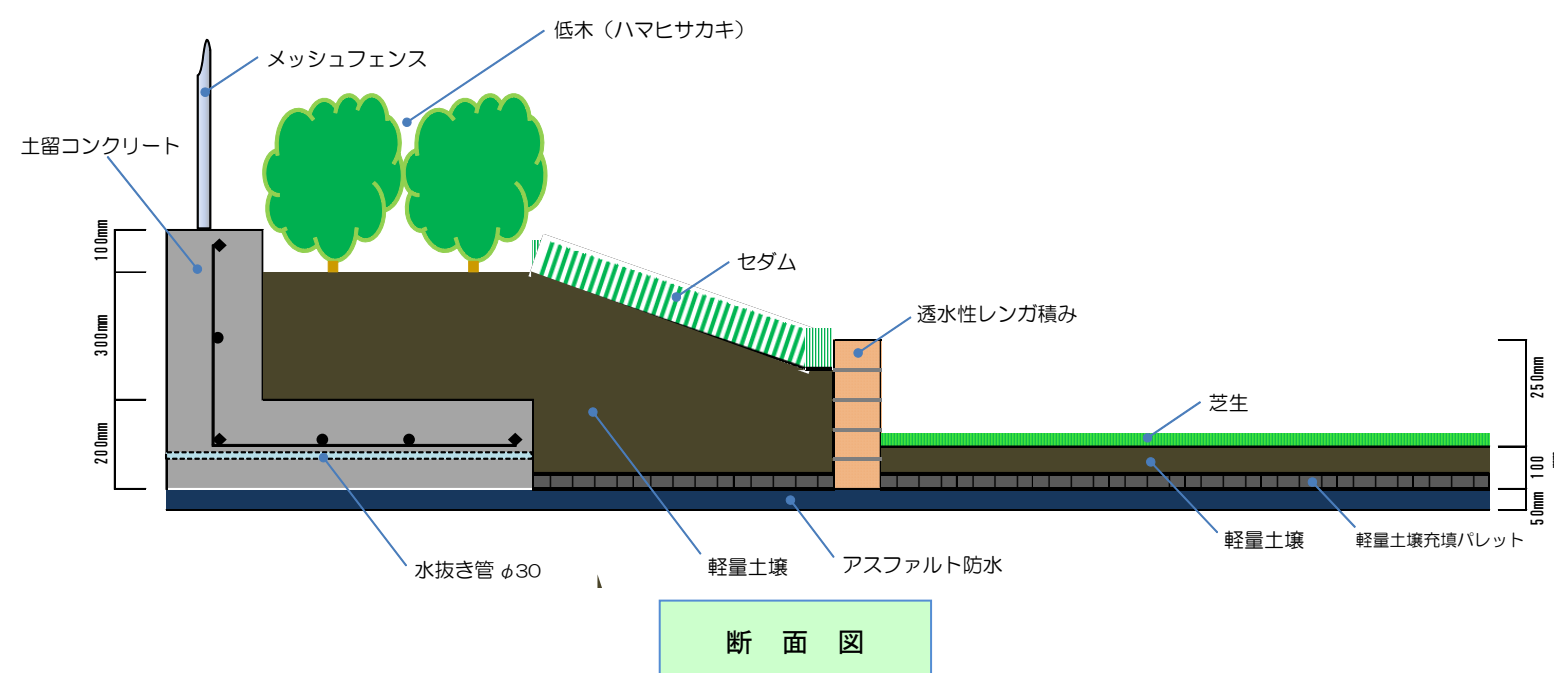 低木（ハマヒサカキ）
メッシュフェンス
土留コンクリート
100mm
セダム
透水性レンガ積み
300mm
250mm
芝生
200mm
100
50mm
水抜き管 φ30
軽量土壌
アスファルト防水
軽量土壌
軽量土壌充填パレット
断 面 図